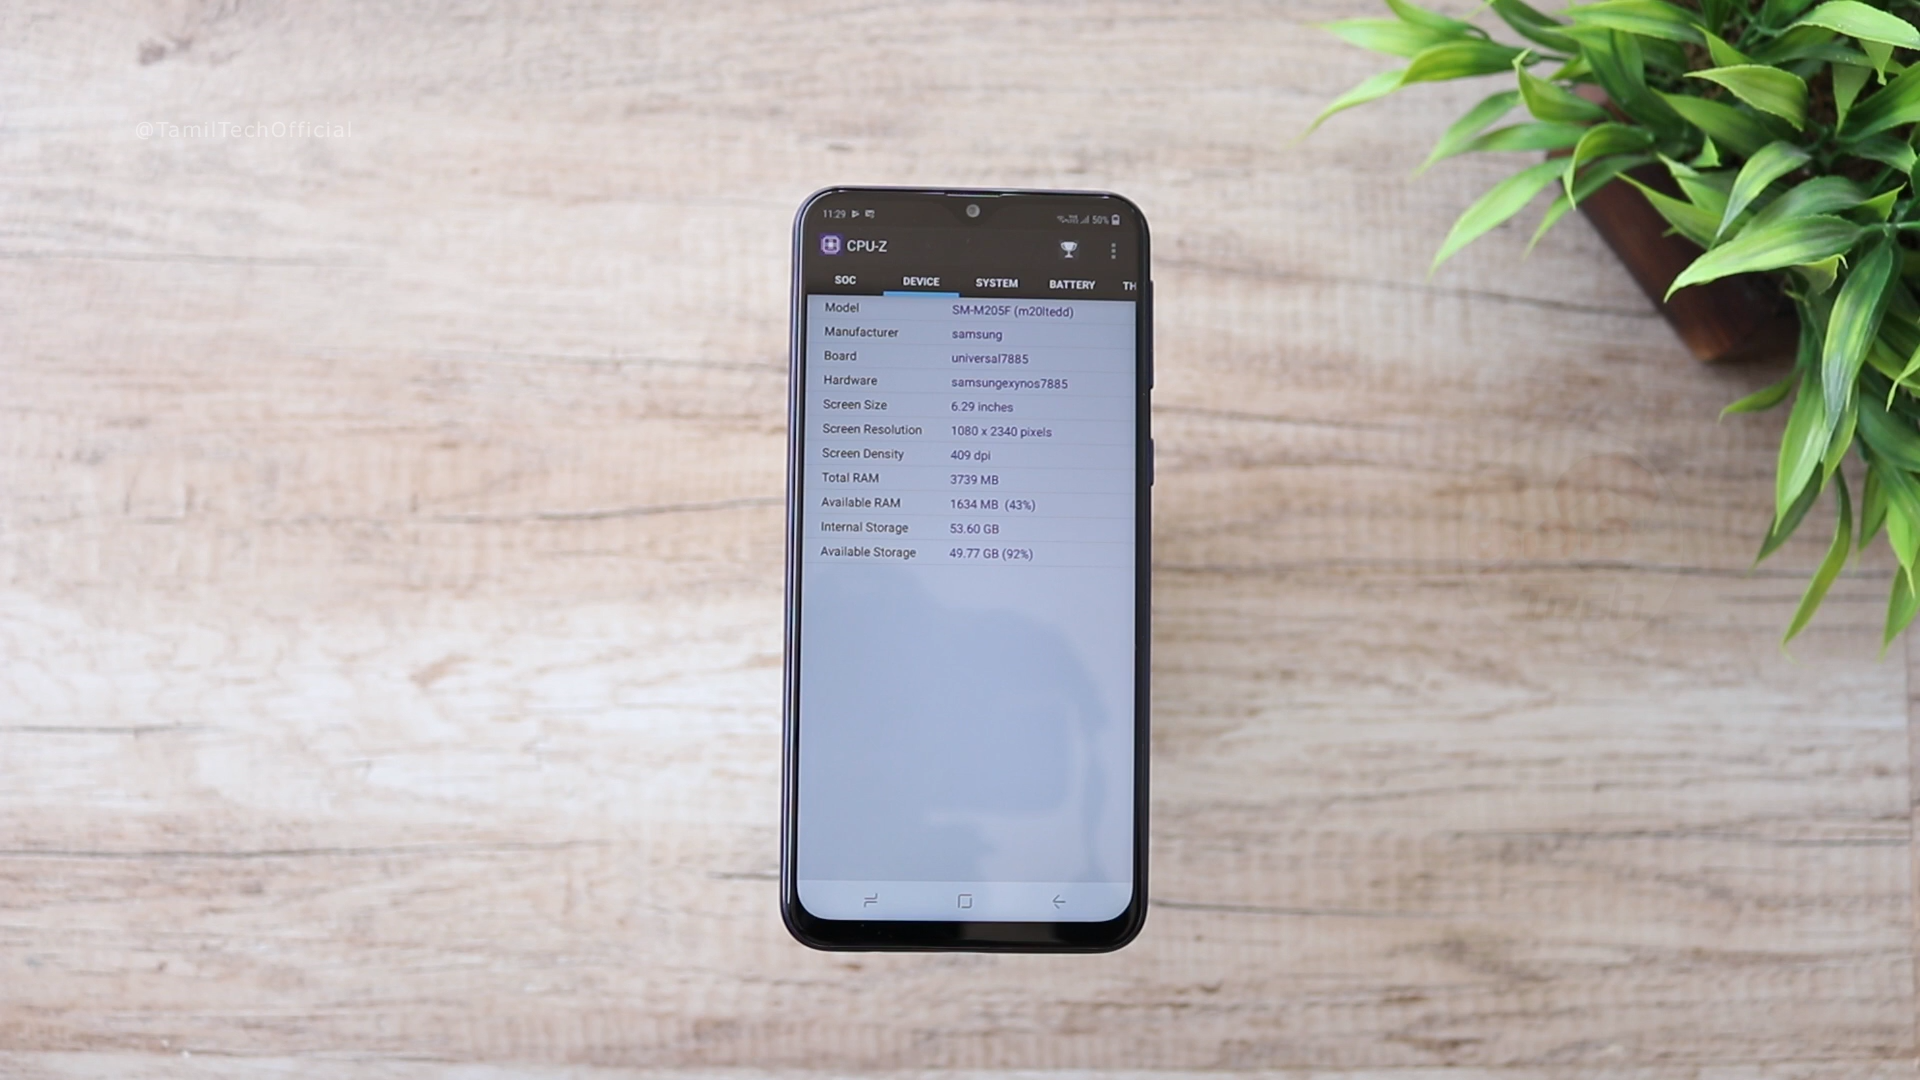 @TamilTechOfficial
11:29 50%
CPU-Z
SOC DEVICE SYSTEM BATTERY TH
Model SM-M205F (m20ltedd)
Manufacturer samsung
Board universal7885
Hardware samsungexynos7885
Screen Size 6.29 inches
Screen Resolution 1080 x 2340 pixels
Screen Density 409 dpi
Total RAM 3739 MB
Available RAM 1634 MB (43%)
Internal Storage 53.60 GB
Available Storage 49.77 GB (92%)